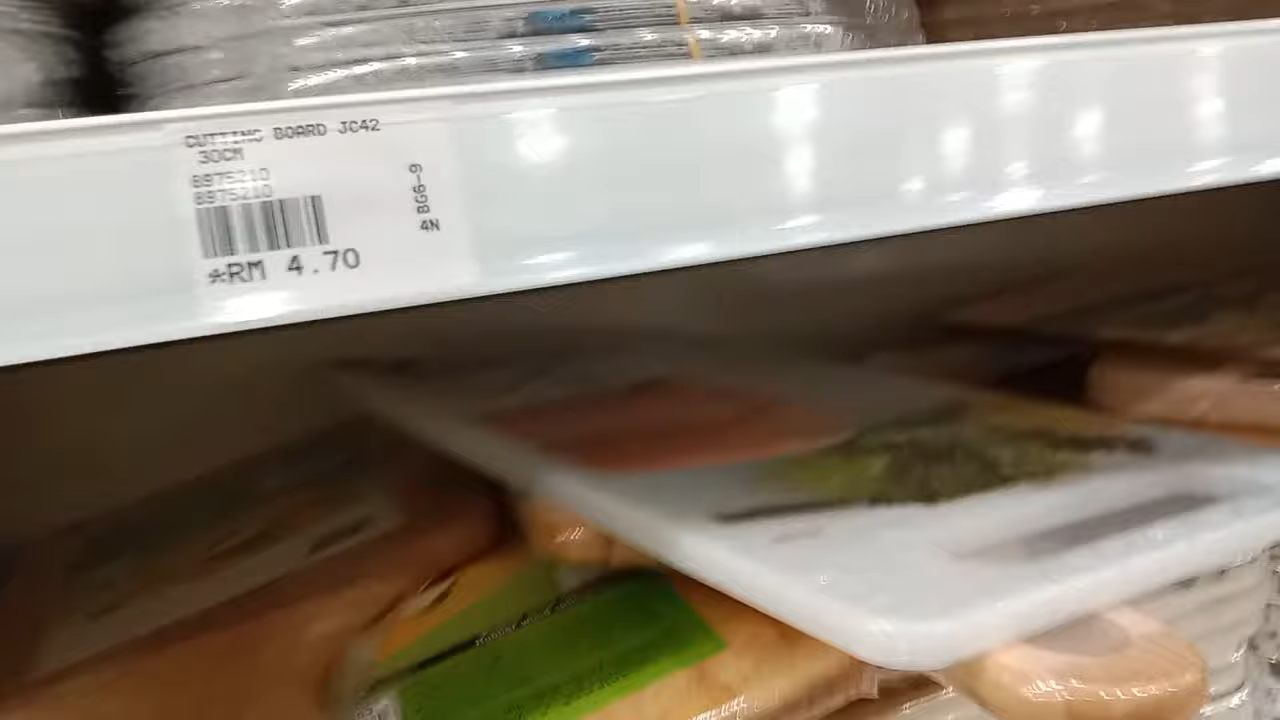 CUTTING BOARD JC42
30CM
8975210
8975210
BG6-9
4N
*RM 4.70